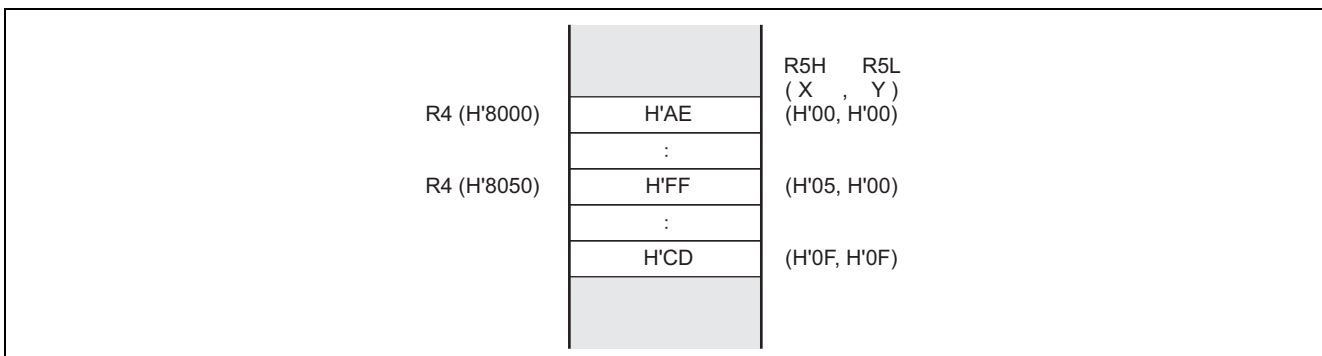 R5H R5L
( X , Y )
R4 (H'8000) H'AE (H'00, H'00)
:
R4 (H'8050) H'FF (H'05, H'00)
:
H'CD (H'0F, H'0F)